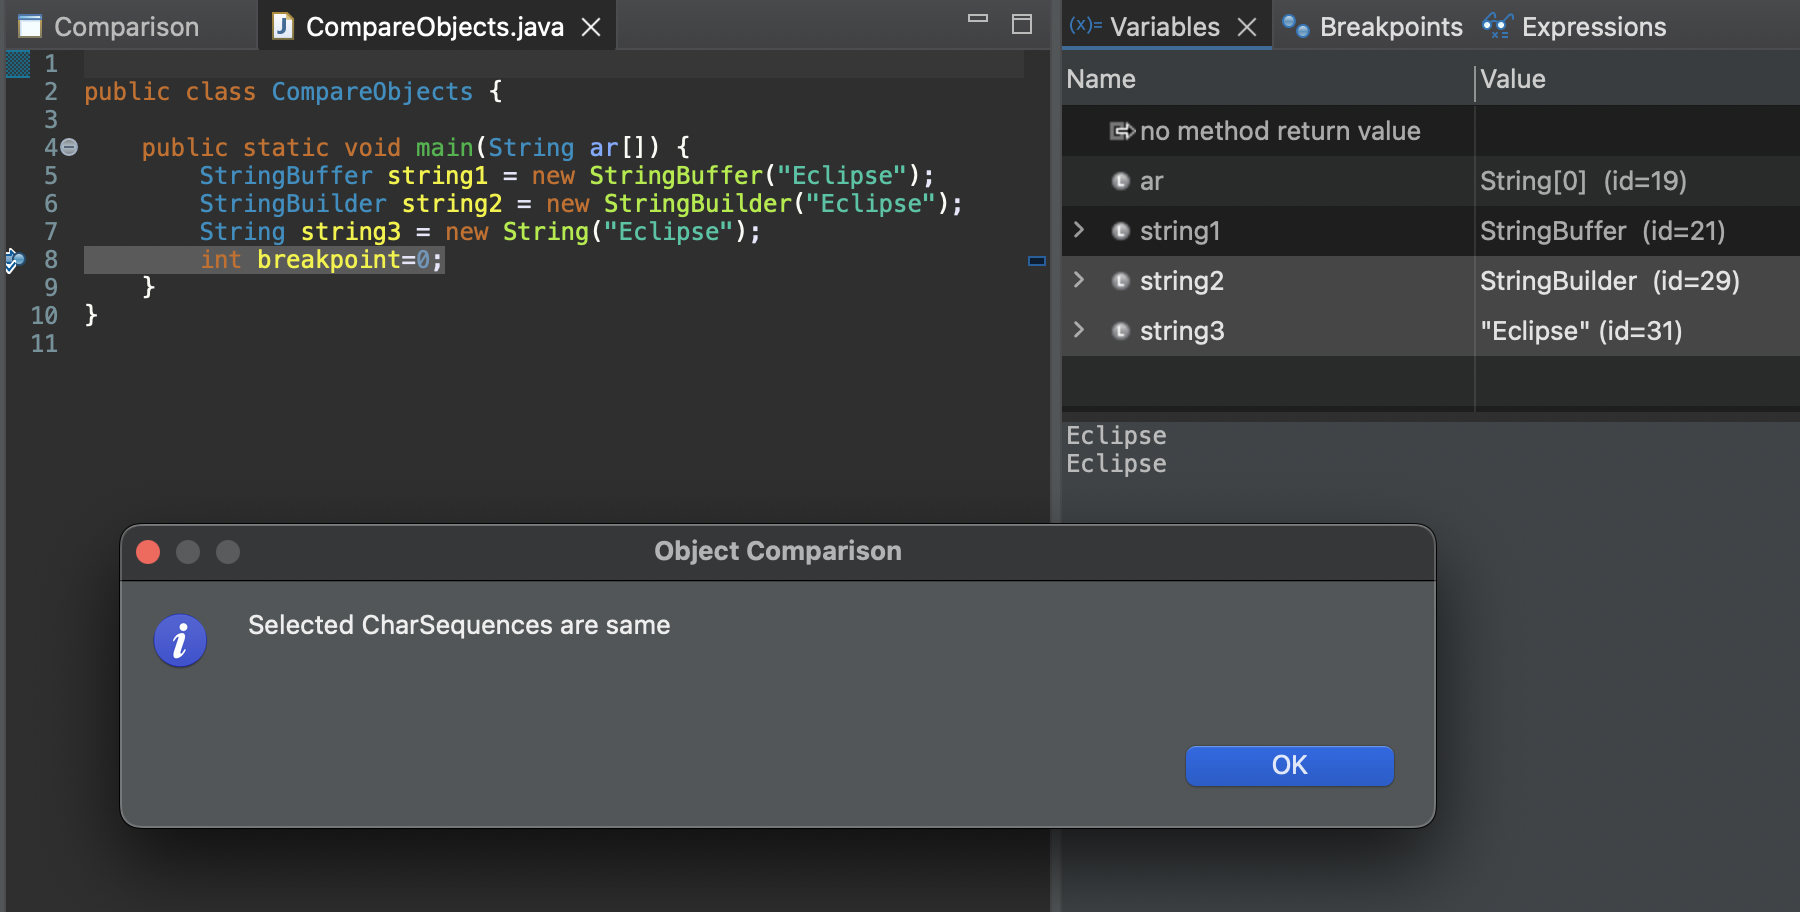 Comparison
CompareObjects.java
1
2 public class CompareObjects {
3
4 public static void main(String ar[]) {
5 StringBuffer string1 = new StringBuffer("Eclipse");
6 StringBuilder string2 = new StringBuilder("Eclipse");
7 String string3 = new String("Eclipse");
8 int breakpoint=0;
9 }
10 }
11
(x)= Variables Breakpoints Expressions
Name Value
no method return value
ar String[0] (id=19)
string1 StringBuffer (id=21)
string2 StringBuilder (id=29)
string3 "Eclipse" (id=31)
Eclipse
Eclipse
Object Comparison
Selected CharSequences are same
OK